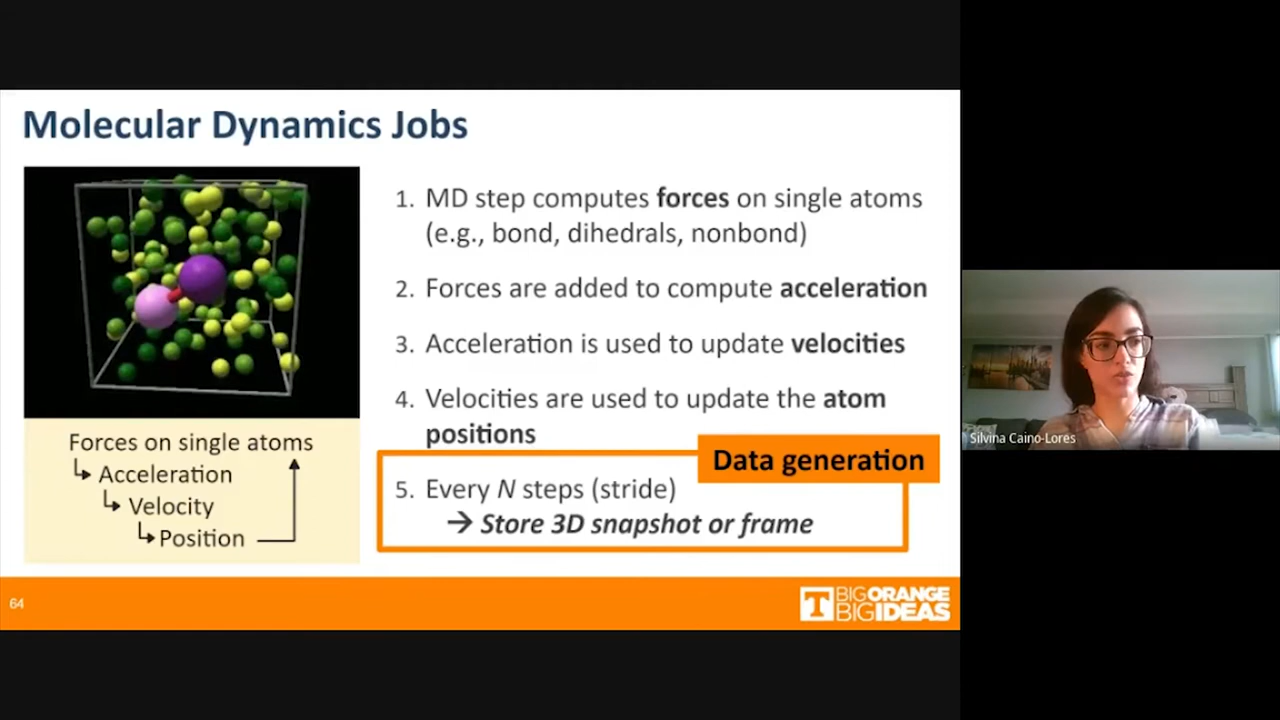 Molecular Dynamics Jobs
1. MD step computes forces on single atoms
(e.g., bond, dihedrals, nonbond)
2. Forces are added to compute acceleration
3. Acceleration is used to update velocities
4. Velocities are used to update the atom
positions
Data generation
5. Every N steps (stride)
→ Store 3D snapshot or frame
Forces on single atoms
Acceleration
Velocity
Position
64
T BIG ORANGE
BIG IDEAS
Silvina Caino-Lores